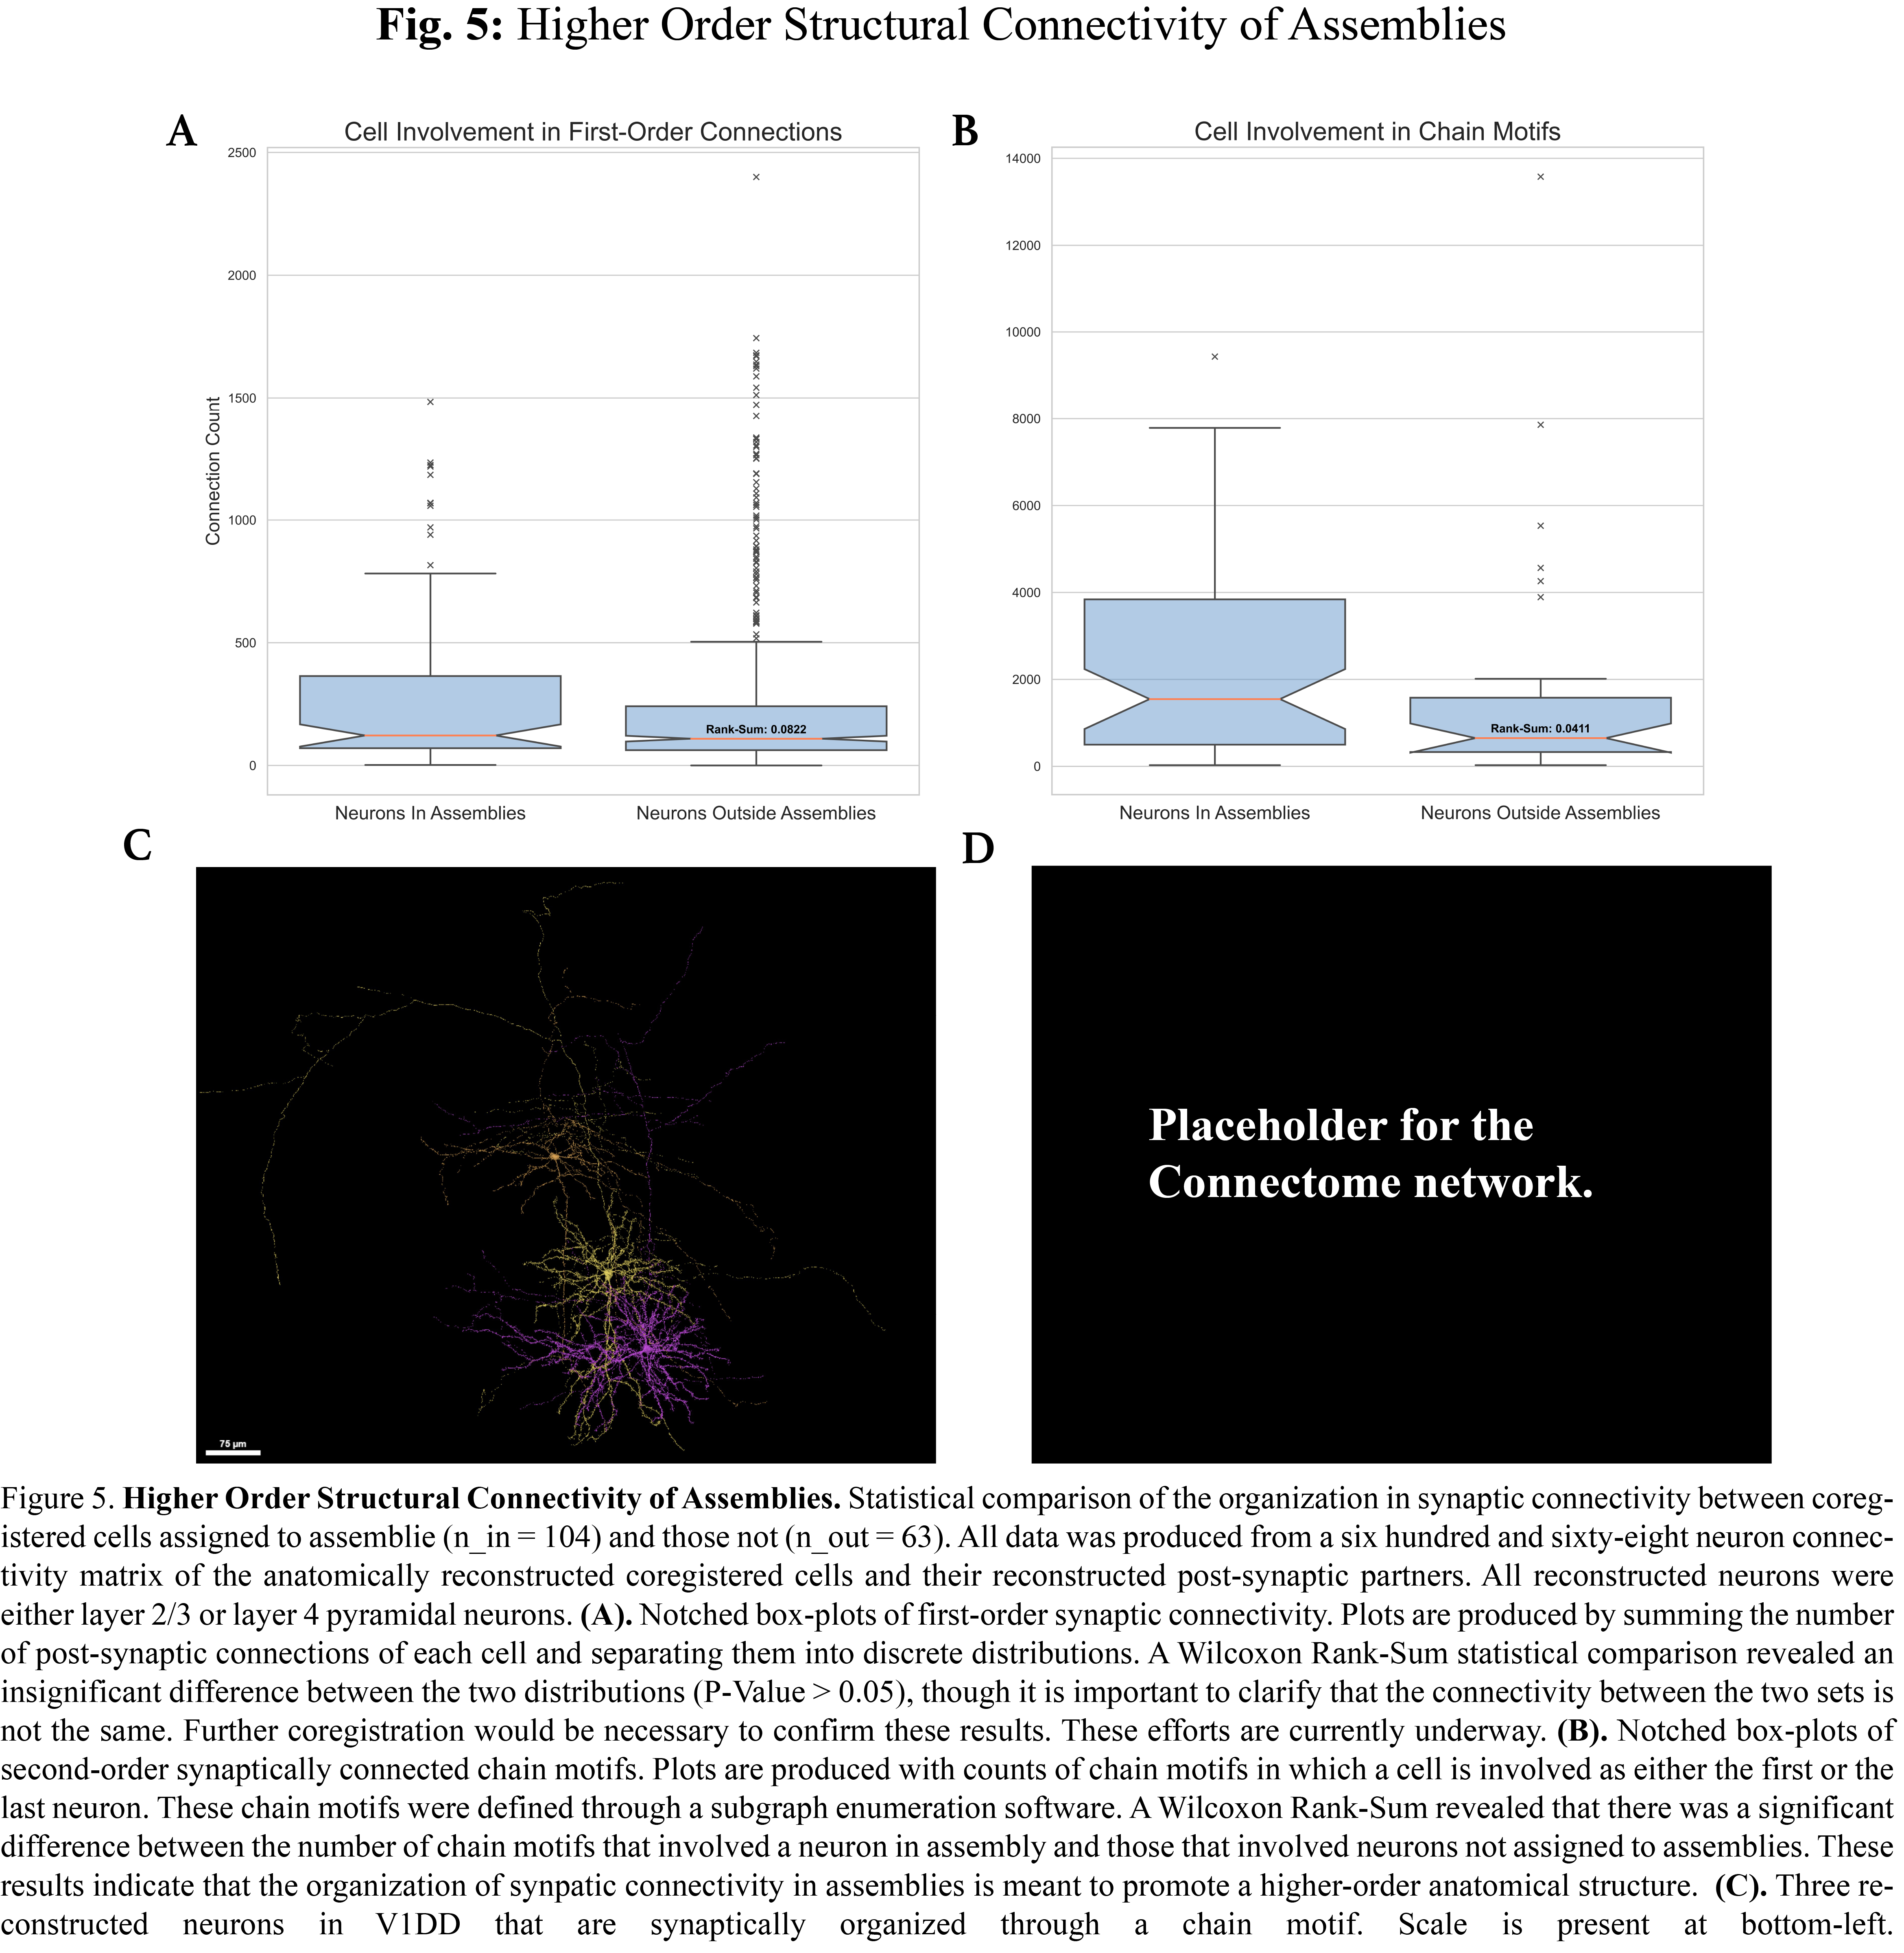 Fig. 5: Higher Order Structural Connectivity of Assemblies
A
Cell Involvement in First-Order Connections
2500
2000
1500
1000
500
0
Connection Count
Rank-Sum: 0.0822
Neurons In Assemblies
Neurons Outside Assemblies
B
Cell Involvement in Chain Motifs
14000
12000
10000
8000
6000
4000
2000
0
Rank-Sum: 0.0411
Neurons In Assemblies
Neurons Outside Assemblies
C
75 µm
D
Placeholder for the
Connectome network.
Figure 5. Higher Order Structural Connectivity of Assemblies. Statistical comparison of the organization in synaptic connectivity between coreg-
istered cells assigned to assemblie (n_in = 104) and those not (n_out = 63). All data was produced from a six hundred and sixty-eight neuron connec-
tivity matrix of the anatomically reconstructed coregistered cells and their reconstructed post-synaptic partners. All reconstructed neurons were
either layer 2/3 or layer 4 pyramidal neurons. (A). Notched box-plots of first-order synaptic connectivity. Plots are produced by summing the number
of post-synaptic connections of each cell and separating them into discrete distributions. A Wilcoxon Rank-Sum statistical comparison revealed an
insignificant difference between the two distributions (P-Value > 0.05), though it is important to clarify that the connectivity between the two sets is
not the same. Further coregistration would be necessary to confirm these results. These efforts are currently underway. (B). Notched box-plots of
second-order synaptically connected chain motifs. Plots are produced with counts of chain motifs in which a cell is involved as either the first or the
last neuron. These chain motifs were defined through a subgraph enumeration software. A Wilcoxon Rank-Sum revealed that there was a significant
difference between the number of chain motifs that involved a neuron in assembly and those that involved neurons not assigned to assemblies. These
results indicate that the organization of synpatic connectivity in assemblies is meant to promote a higher-order anatomical structure. (C). Three re-
constructed neurons in V1DD that are synaptically organized through a chain motif. Scale is present at bottom-left.